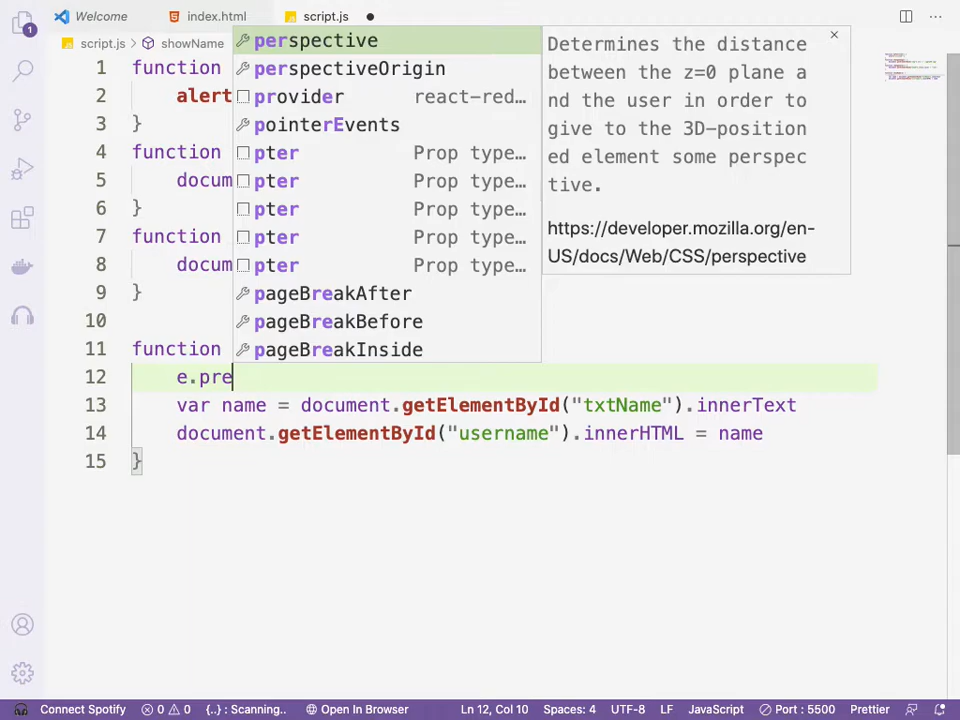 Welcome
index.html
script.js
script.js
showName
1 function
2 alert
3 }
4 function
5 docum
6 }
7 function
8 docum
9 }
10
11 function
12 e.pre
13 var name = document.getElementById("txtName").innerText
14 document.getElementById("username").innerHTML = name
15 }
perspective
perspectiveOrigin
provider react-red…
pointerEvents
pter Prop type…
pter Prop type…
pter Prop type…
pter Prop type…
pter Prop type…
pageBreakAfter
pageBreakBefore
pageBreakInside
Determines the distance
between the z=0 plane a
nd the user in order to
give to the 3D-position
ed element some perspec
tive.
https://developer.mozilla.org/en-
US/docs/Web/CSS/perspective
1
Connect Spotify 0 0 {..} : Scanning.. Open In Browser Ln 12, Col 10 Spaces: 4 UTF-8 LF JavaScript Port : 5500 Prettier